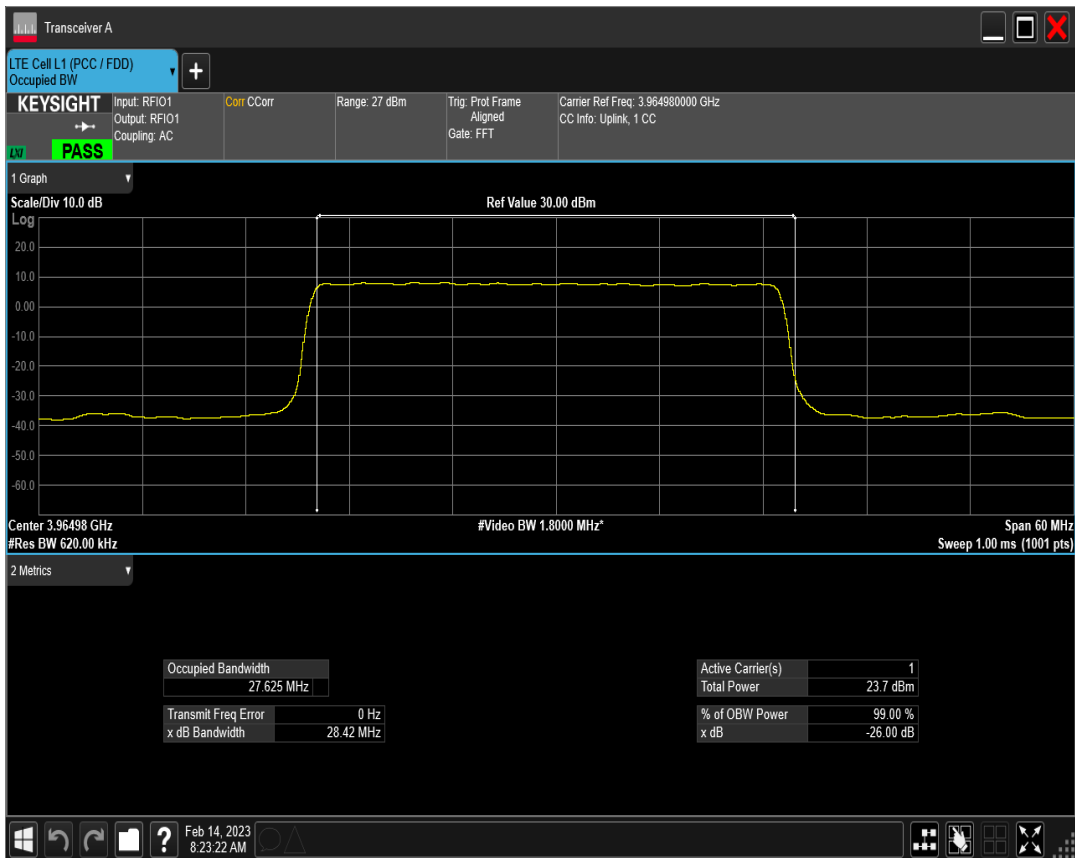 Transceiver A
LTE Cell L1 (PCC / FDD)
Occupied BW
+
KEYSIGHT
LXI
PASS
Input: RFIO1
Output: RFIO1
Coupling: AC
Corr CCorr
Range: 27 dBm
Trig: Prot Frame
Aligned
Gate: FFT
Carrier Ref Freq: 3.964980000 GHz
CC Info: Uplink, 1 CC
1 Graph
Scale/Div 10.0 dB
Ref Value 30.00 dBm
Log
20.0
10.0
0.00
-10.0
-20.0
-30.0
-40.0
-50.0
-60.0
Center 3.96498 GHz
#Video BW 1.8000 MHz*
Span 60 MHz
#Res BW 620.00 kHz
Sweep 1.00 ms (1001 pts)
2 Metrics
Occupied Bandwidth
27.625 MHz
Transmit Freq Error 0 Hz
x dB Bandwidth 28.42 MHz
Active Carrier(s) 1
Total Power 23.7 dBm
% of OBW Power 99.00 %
x dB -26.00 dB
?
Feb 14, 2023
8:23:22 AM